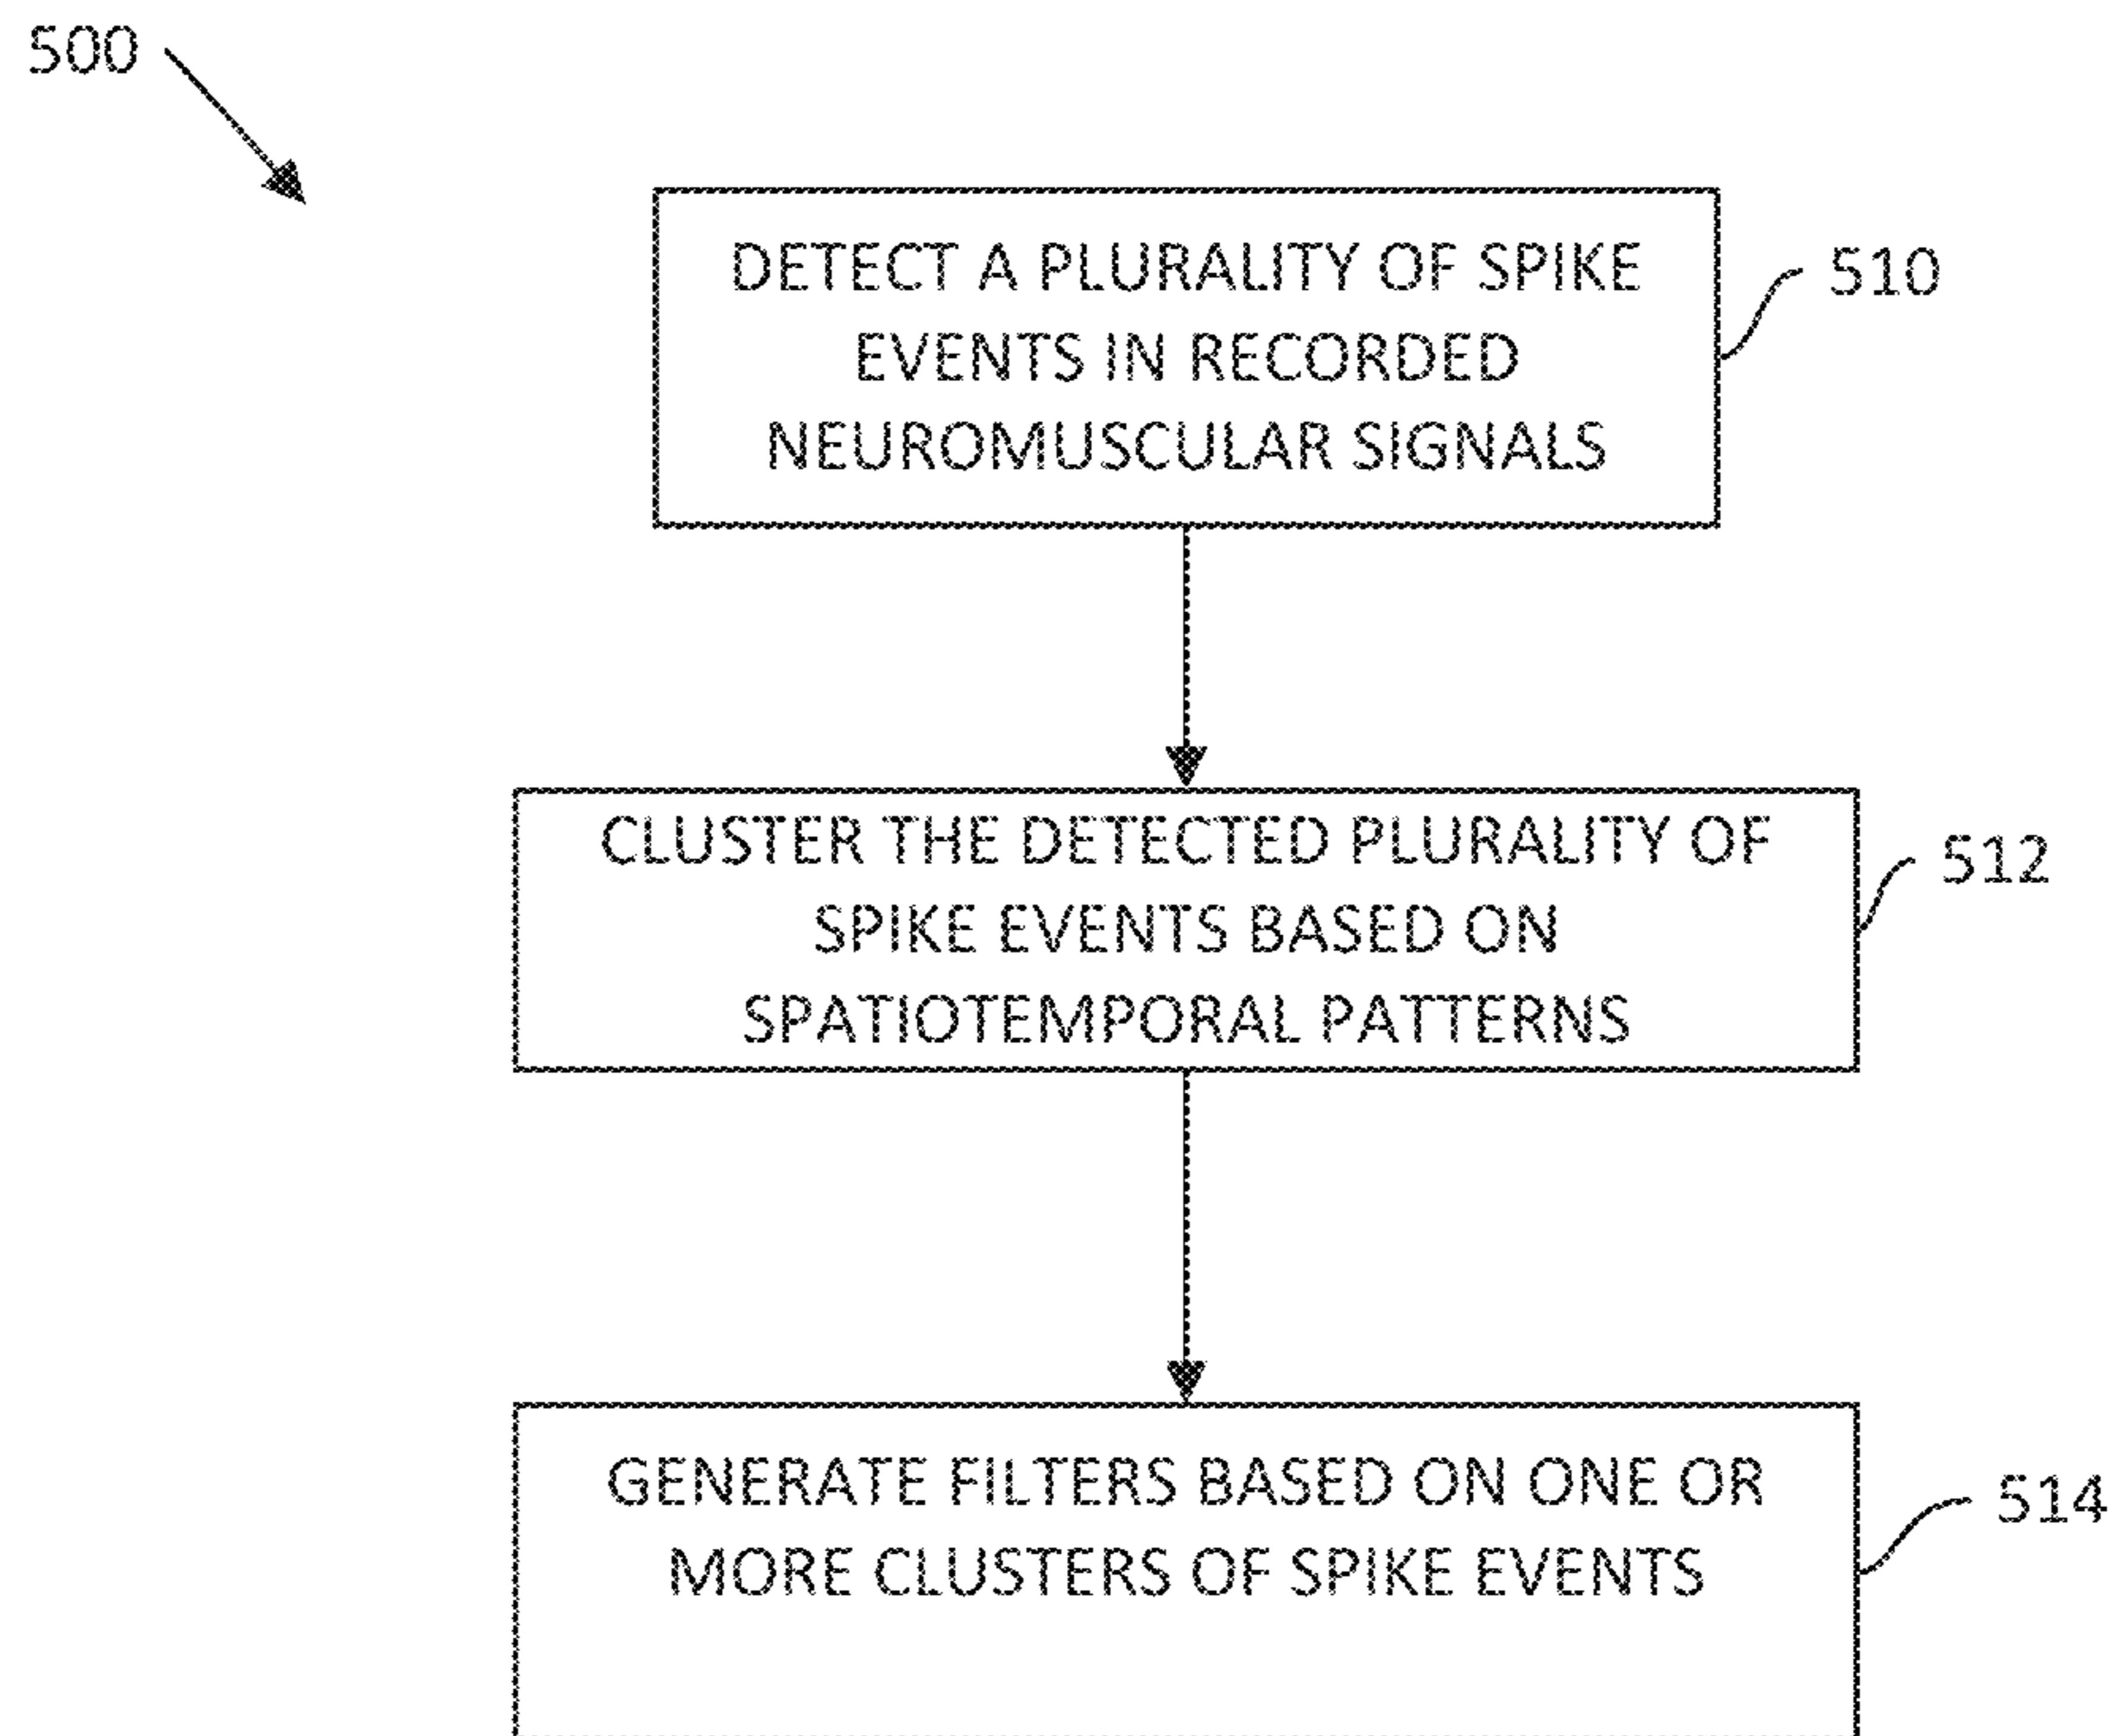 500
DETECT A PLURALITY OF SPIKE
EVENTS IN RECORDED
NEUROMUSCULAR SIGNALS
510
CLUSTER THE DETECTED PLURALITY OF
SPIKE EVENTS BASED ON
SPATIOTEMPORAL PATTERNS
512
GENERATE FILTERS BASED ON ONE OR
MORE CLUSTERS OF SPIKE EVENTS
514